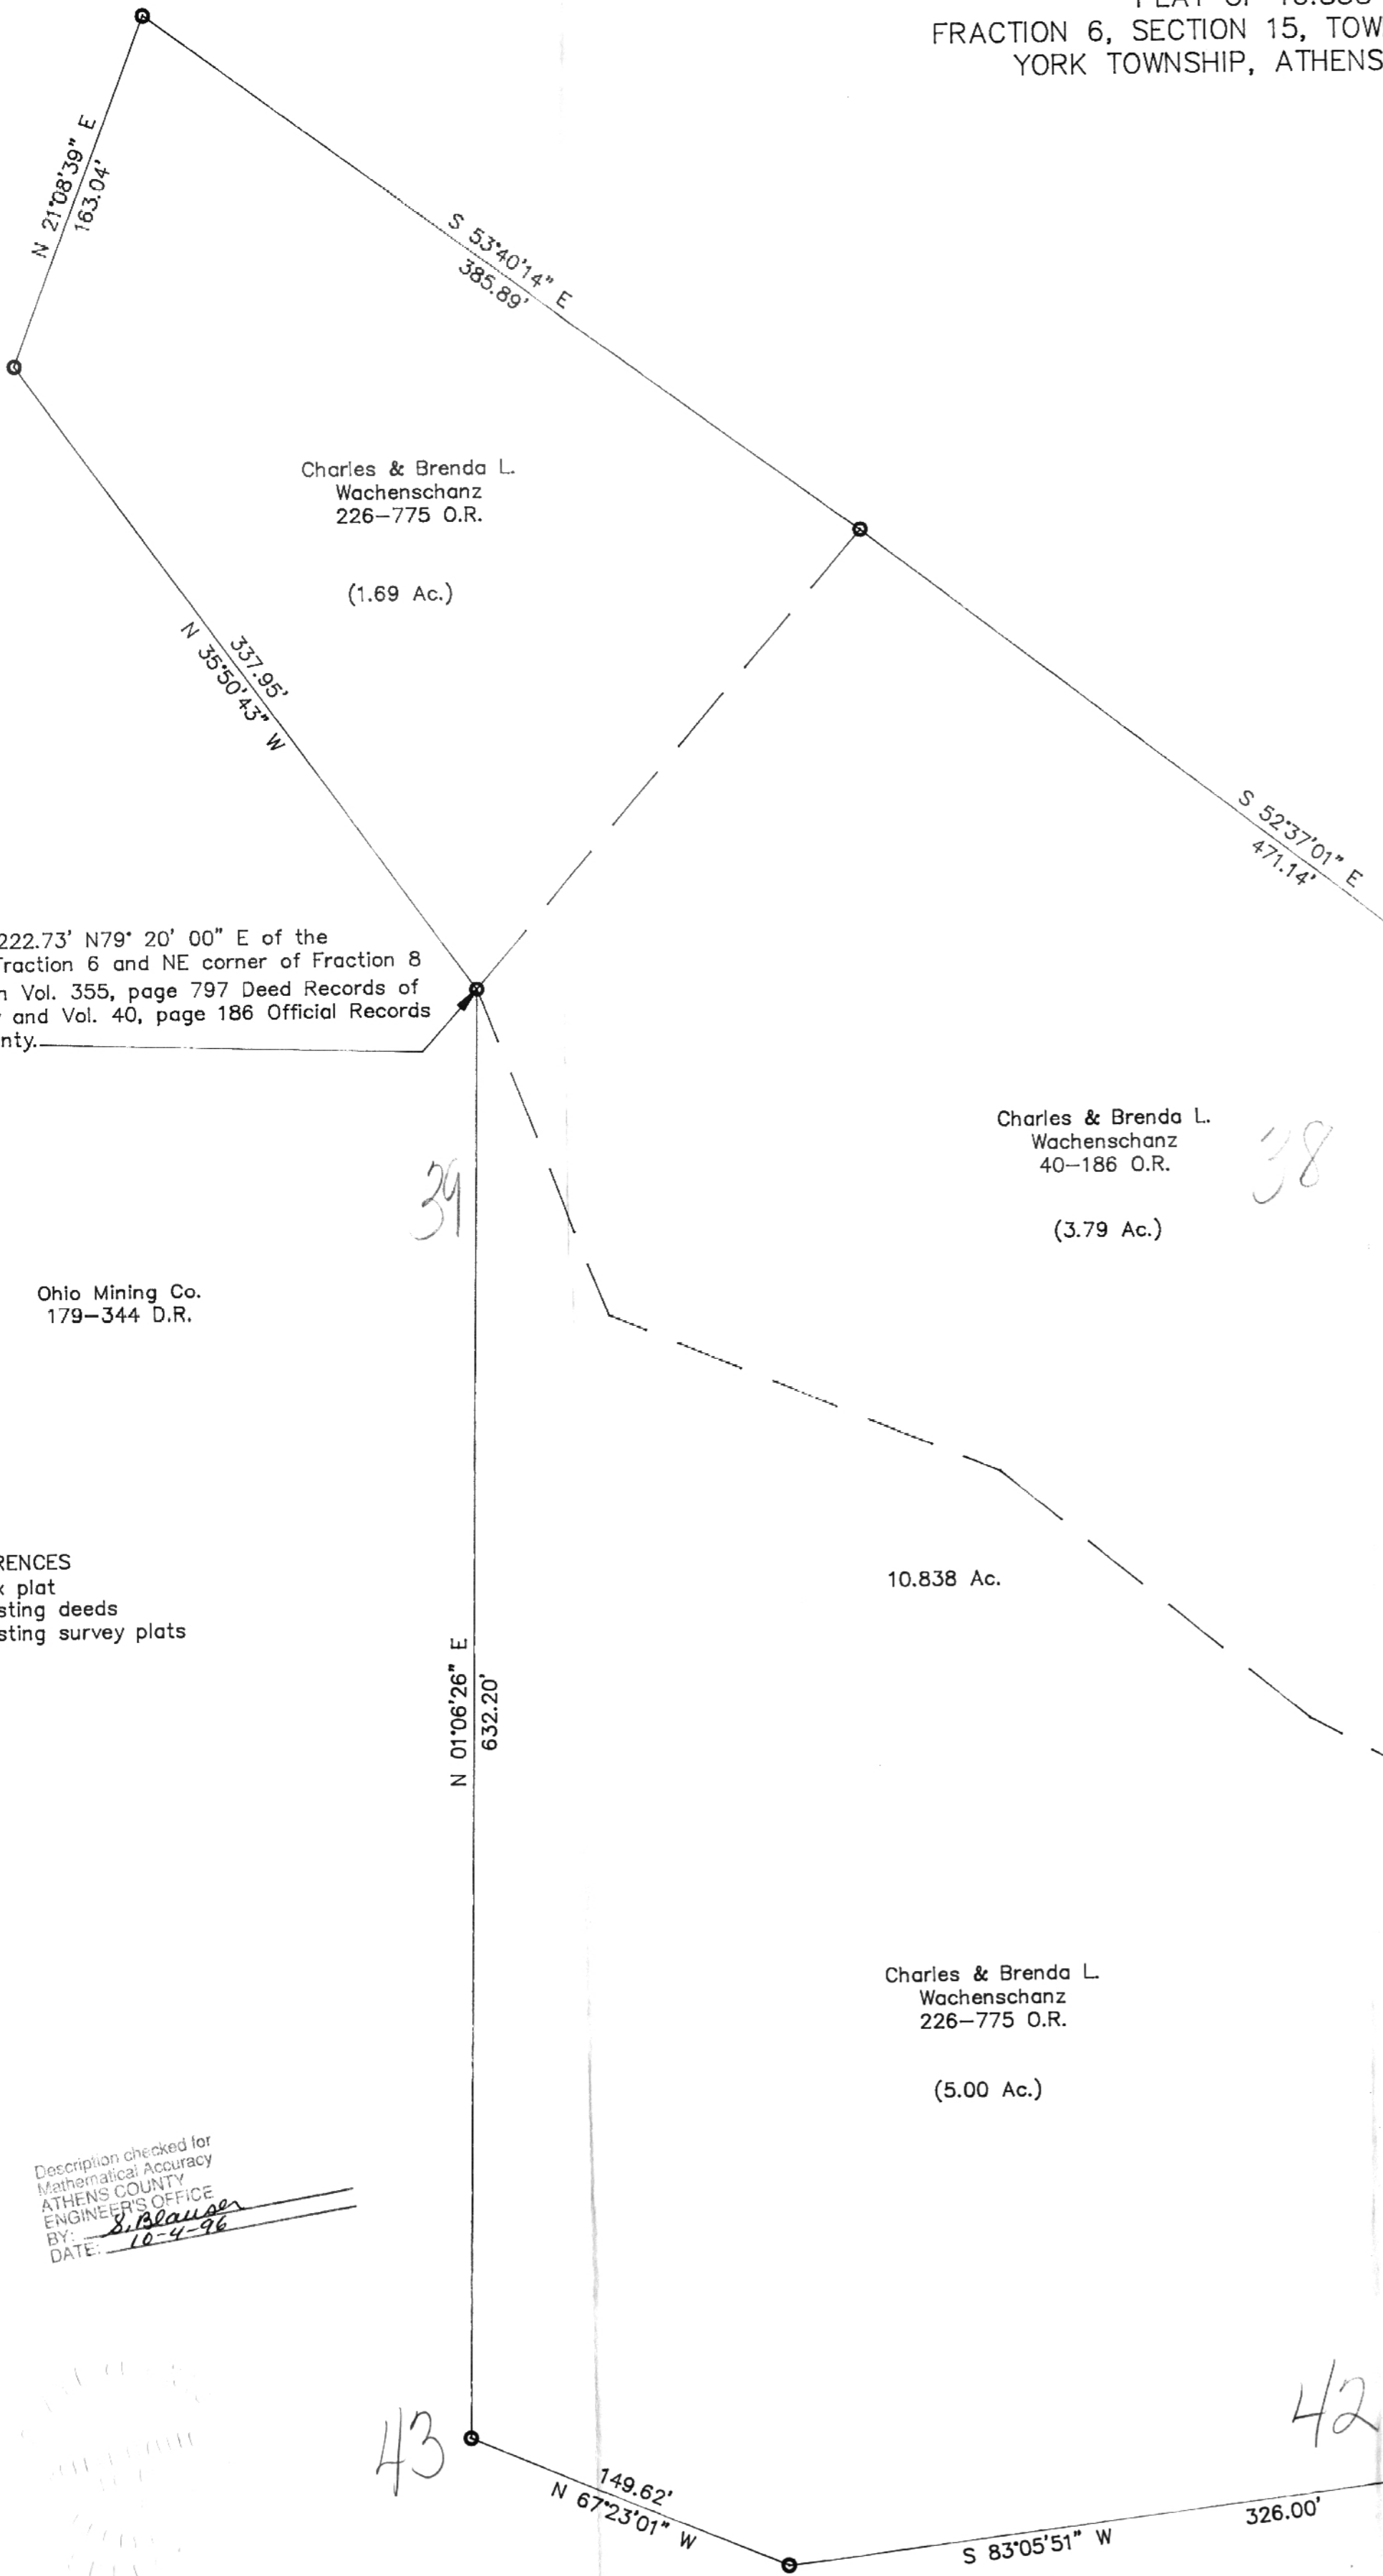 FRACTION 6, SECTION 15, TOW
YORK TOWNSHIP, ATHENS
N 21°08'39" E
163.04'
S 53°40'14" E
385.89'
Charles & Brenda L.
Wachenschanz
226-775 O.R.
(1.69 Ac.)
337.95'
N 35°50'43" W
S 52°37'01" E
471.14'
222.73' N79° 20' 00" E of the
Fraction 6 and NE corner of Fraction 8
Vol. 355, page 797 Deed Records of
and Vol. 40, page 186 Official Records
nty.
Charles & Brenda L.
Wachenschanz
40-186 O.R.
(3.79 Ac.)
38
39
Ohio Mining Co.
179-344 D.R.
RENCES
x plat
sting deeds
sting survey plats
10.838 Ac.
N 01°06'26" E
632.20'
Charles & Brenda L.
Wachenschanz
226-775 O.R.
(5.00 Ac.)
Description checked for
Mathematical Accuracy
ATHENS COUNTY
ENGINEER'S OFFICE
BY: S. Blauser
DATE: 10-4-96
43
42
149.62'
N 67°23'01" W
326.00'
S 83°05'51" W